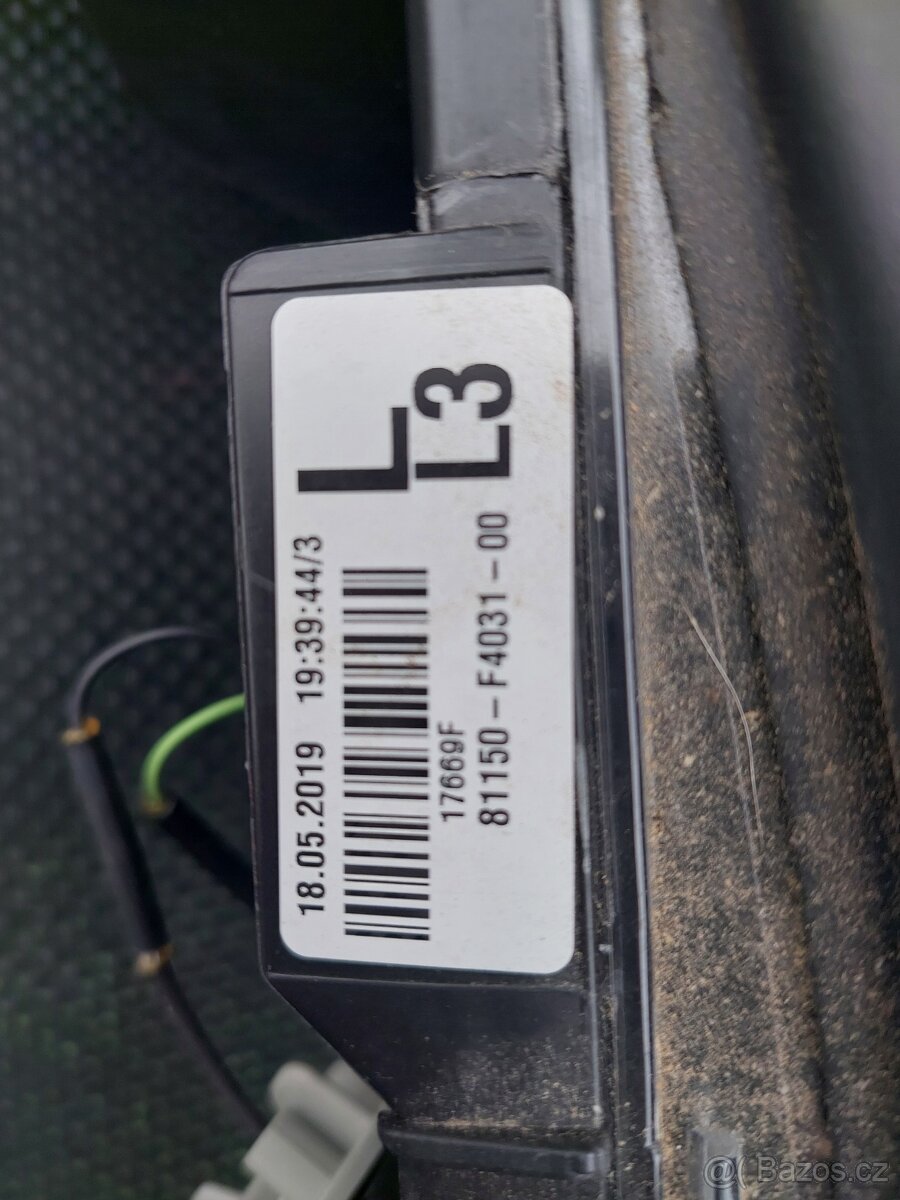 L
L3
18.05.2019 19:39:44/3
17669F
81150-F4031-00
@ Bazos.cz